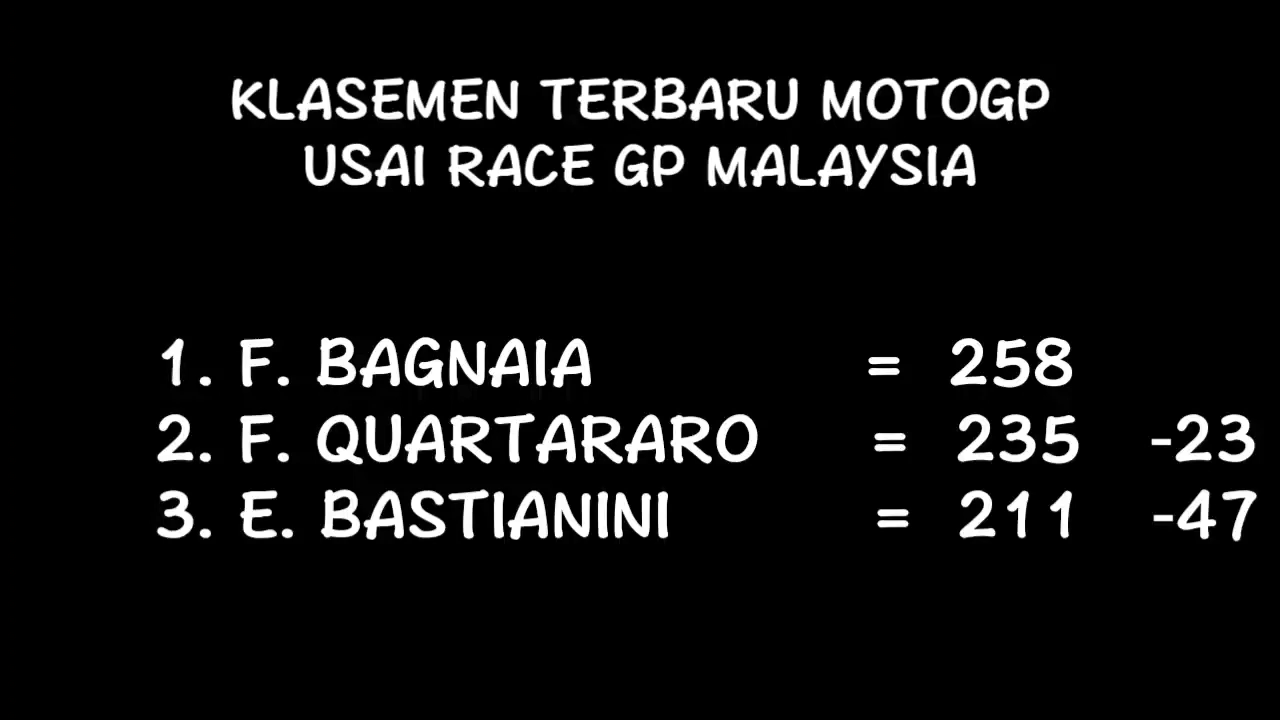 KLASEMEN TERBARU MOTOGP
USAI RACE GP MALAYSIA
1. F. BAGNAIA = 258
2. F. QUARTARARO = 235 -23
3. E. BASTIANINI = 211 -47